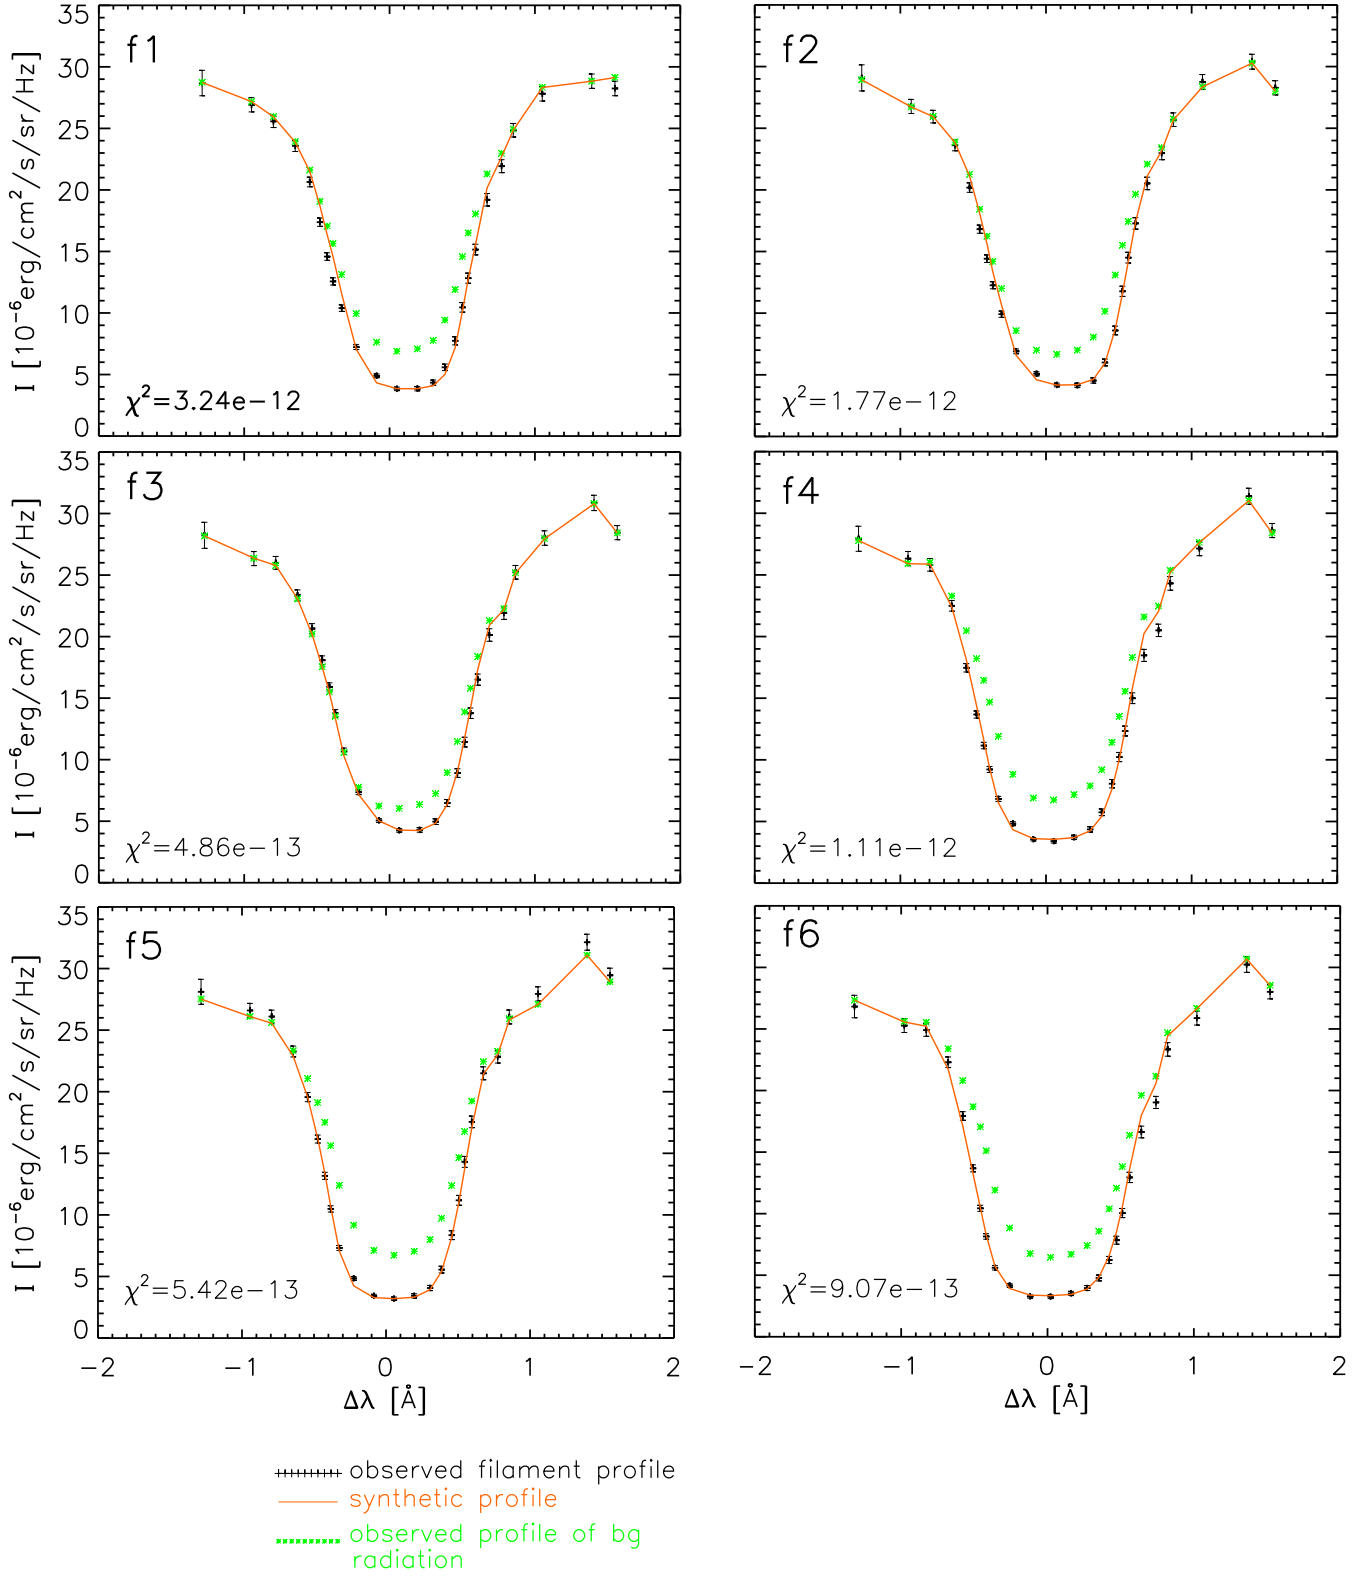 35
30
25
20
15
10
5
0
I [10⁻⁶erg/cm²/s/sr/Hz]
f1
χ²=3.24e−12
f2
χ²=1.77e−12
35
30
25
20
15
10
5
0
I [10⁻⁶erg/cm²/s/sr/Hz]
f3
χ²=4.86e−13
f4
χ²=1.11e−12
35
30
25
20
15
10
5
0
I [10⁻⁶erg/cm²/s/sr/Hz]
f5
χ²=5.42e−13
f6
χ²=9.07e−13
−2 −1 0 1 2
Δλ [Å]
−2 −1 0 1 2
Δλ [Å]
observed filament profile
synthetic profile
observed profile of bg
radiation